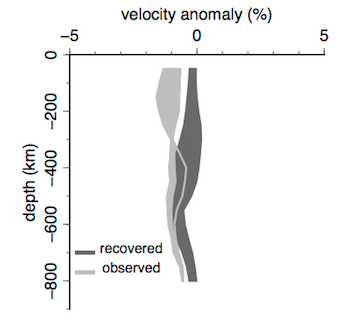 velocity anomaly (%)
−5 0 5
0
−200
−400
−600
−800
depth (km)
recovered
observed